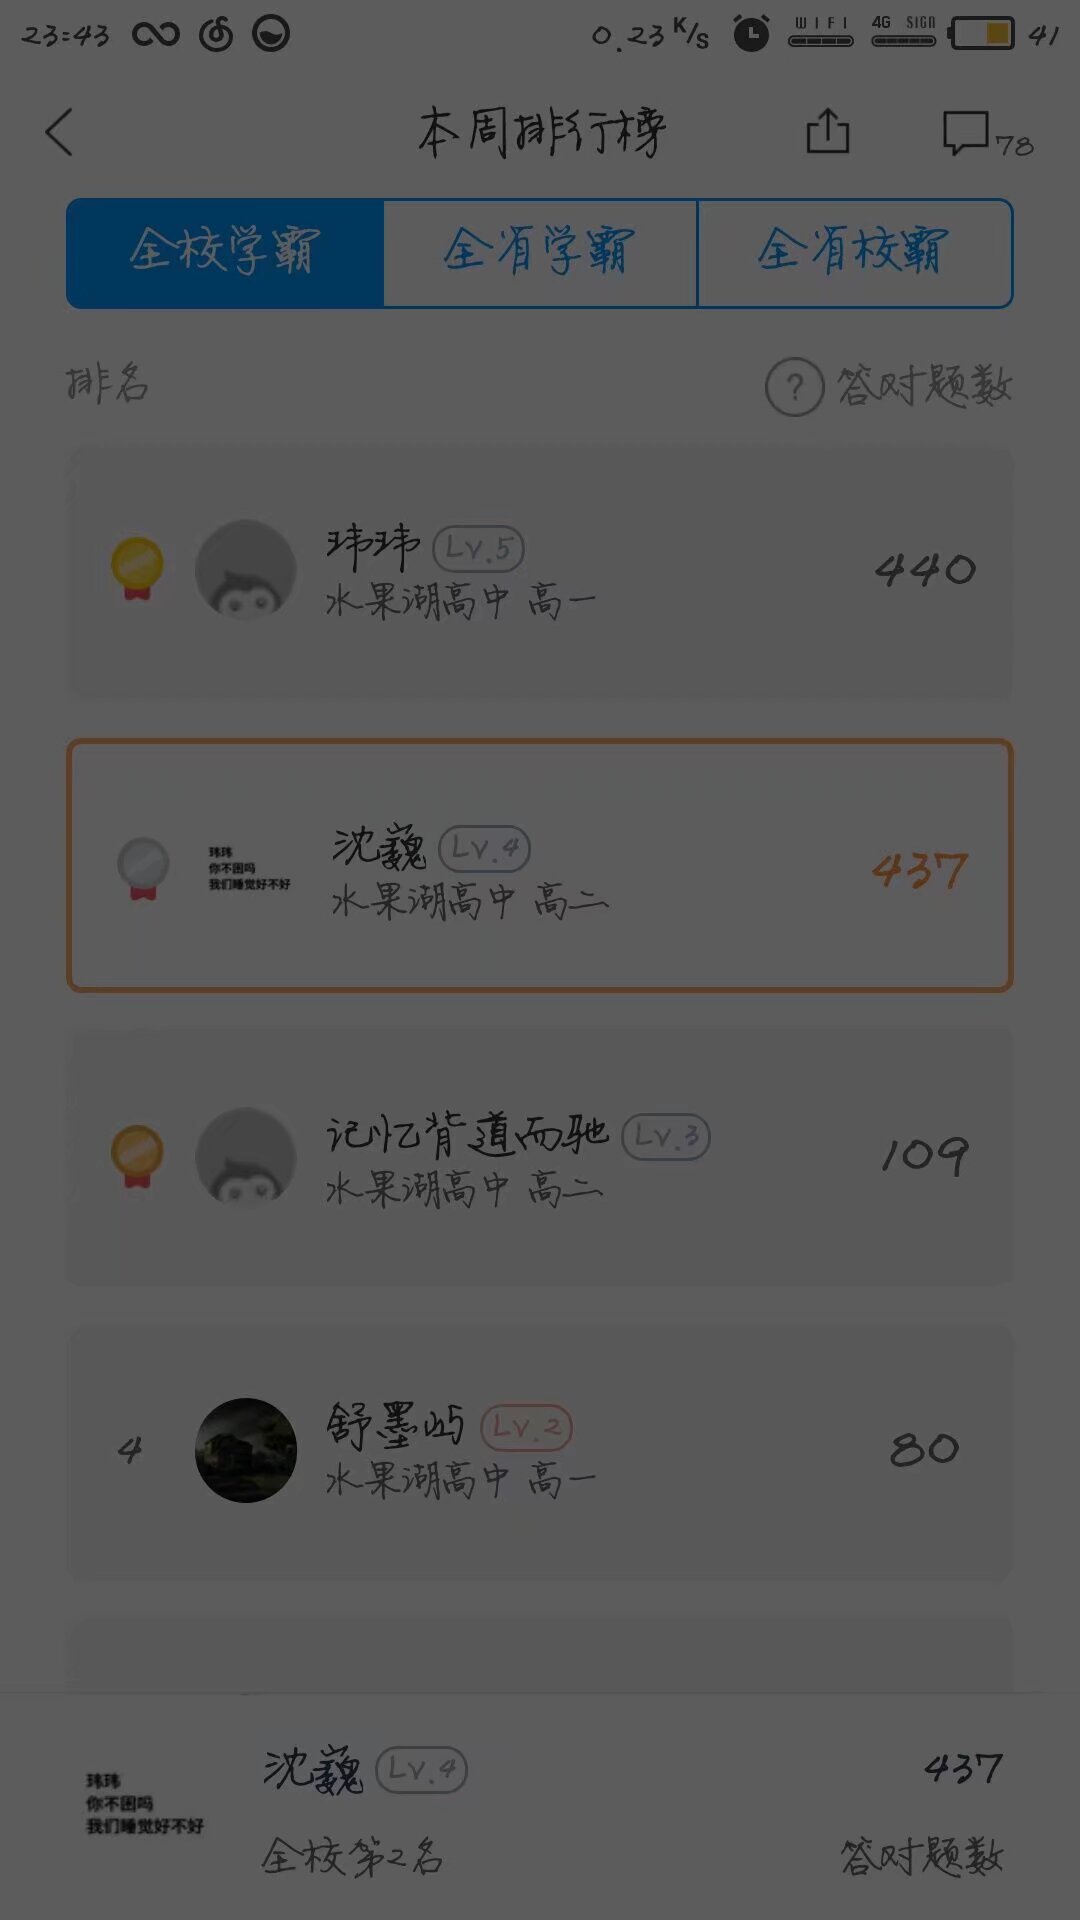 23:43 0.23 K/S WIFI 4G SIGN 41
本周排行榜 78
全校学霸 全省学霸 全省校霸
排名 ? 答对题数
玮玮 Lv.5 440
水果湖高中 高一
玮玮
你不困吗
我们睡觉好不好
沈巍 Lv.4 437
水果湖高中 高二
记忆背道而驰 Lv.3 109
水果湖高中 高二
4 舒墨屿 Lv.2 80
水果湖高中 高一
玮玮
你不困吗
我们睡觉好不好
沈巍 Lv.4 437
全校第2名 答对题数